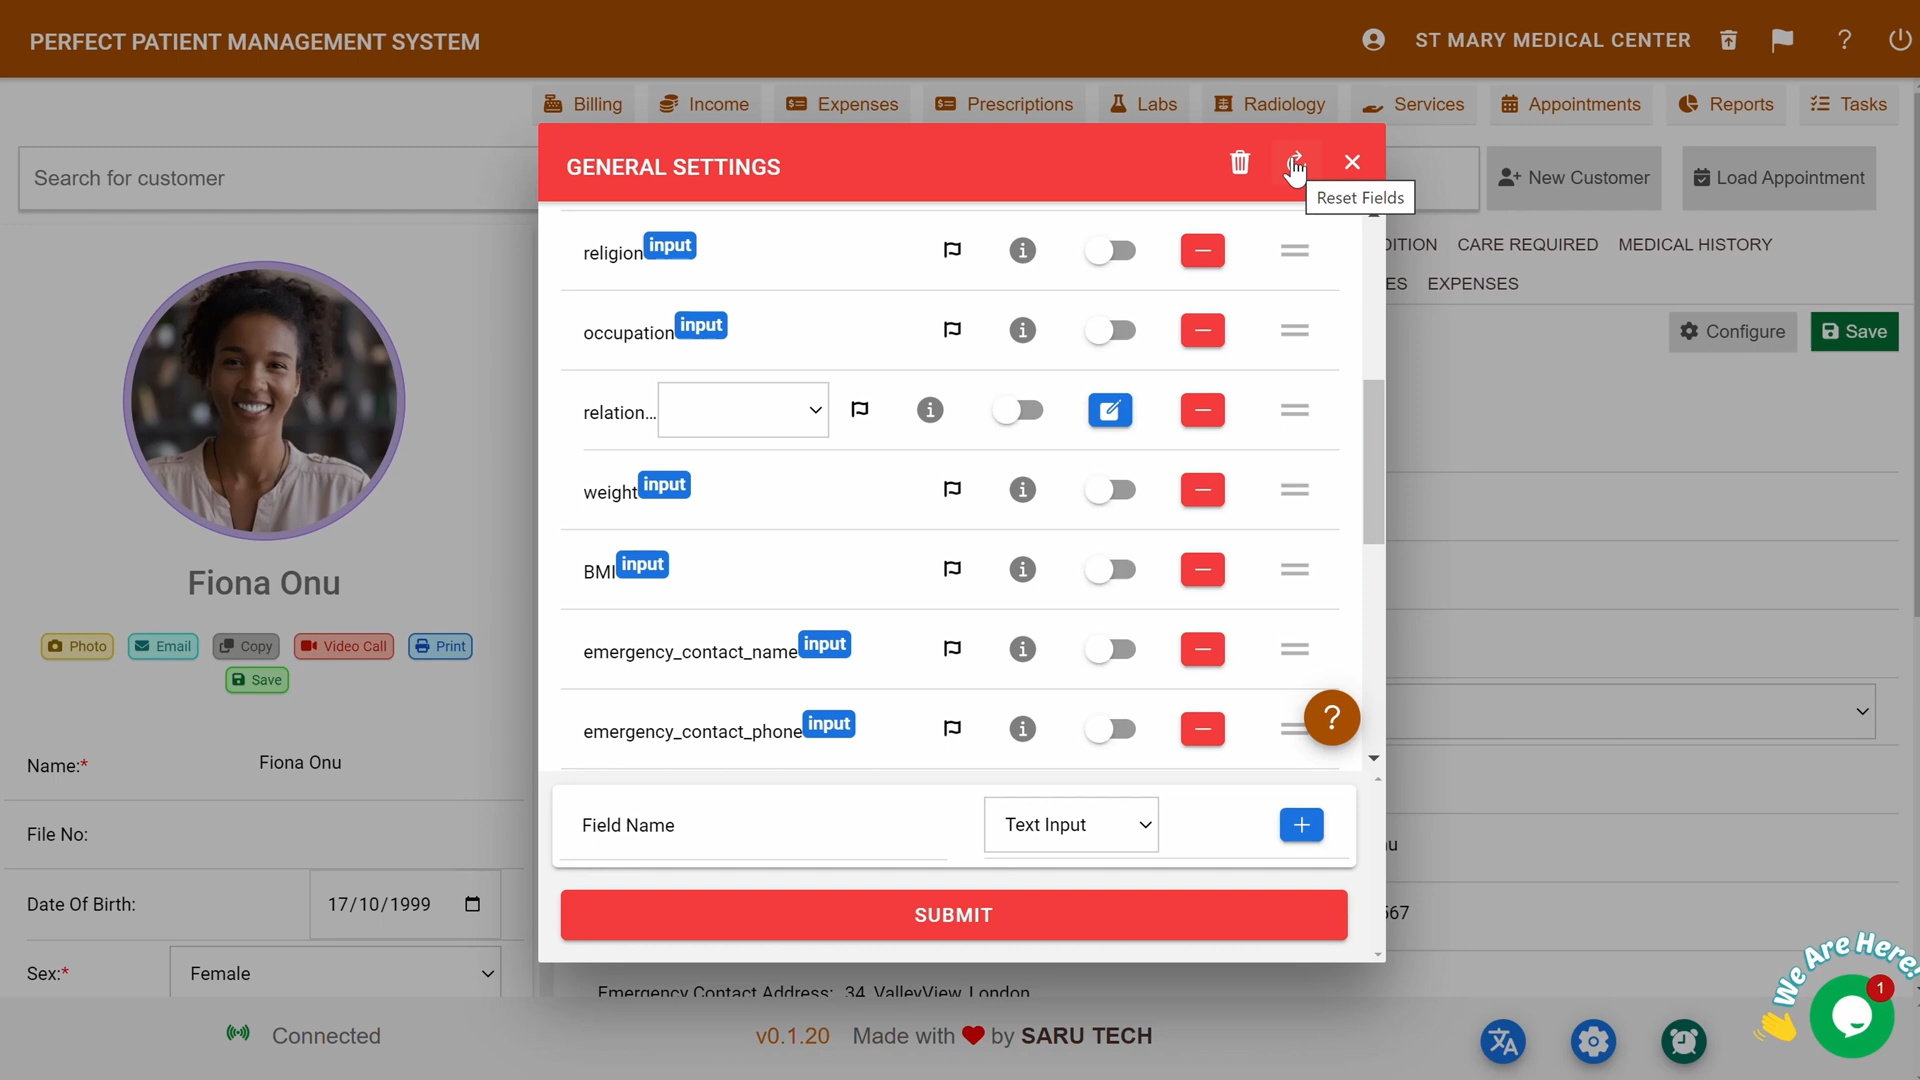 PERFECT PATIENT MANAGEMENT SYSTEM
ST MARY MEDICAL CENTER
?
Billing
Income
Expenses
Prescriptions
Labs
Radiology
Services
Appointments
Reports
Tasks
Search for customer
New Customer
Load Appointment
GENERAL SETTINGS
Reset Fields
DITION
CARE REQUIRED
MEDICAL HISTORY
ES
EXPENSES
Configure
Save
religion input
occupation input
relation...
weight input
BMI input
emergency_contact_name input
emergency_contact_phone input
?
Field Name
Text Input
+
SUBMIT
Fiona Onu
Photo
Email
Copy
Video Call
Print
Save
Name:*
Fiona Onu
File No:
Date Of Birth:
17/10/1999
Sex:*
Female
u
567
Emergency Contact Address: 34, ValleyView, London
Connected
v0.1.20
Made with ❤ by SARU TECH
We Are Here!
1